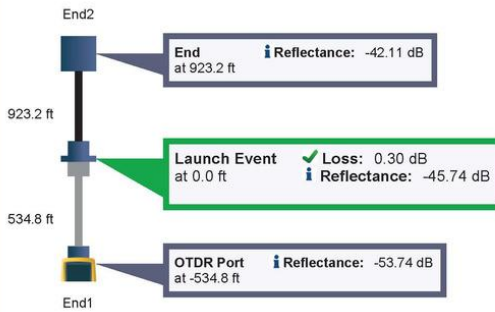 End2
End Reflectance: -42.11 dB
at 923.2 ft
923.2 ft
Launch Event Loss: 0.30 dB
at 0.0 ft Reflectance: -45.74 dB
534.8 ft
OTDR Port Reflectance: -53.74 dB
at -534.8 ft
End1